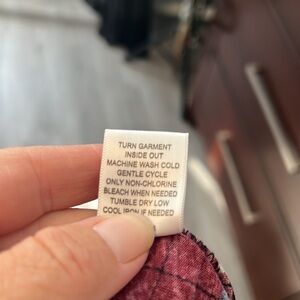 TURN GARMENT
INSIDE OUT
MACHINE WASH COLD
GENTLE CYCLE
ONLY NON-CHLORINE
BLEACH WHEN NEEDED
TUMBLE DRY LOW
COOL IRON IF NEEDED